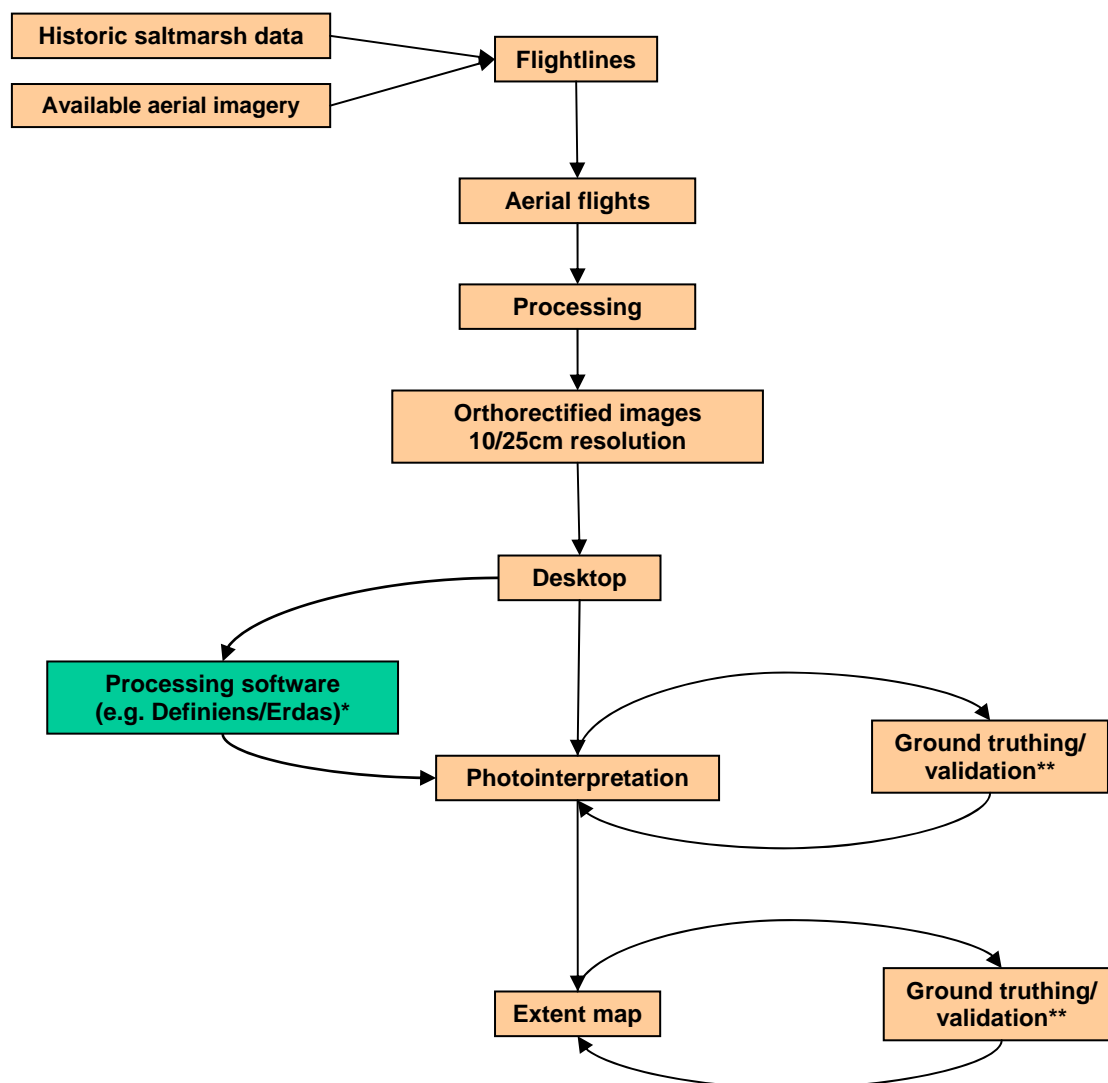 Historic saltmarsh data
Flightlines
Available aerial imagery
Aerial flights
Processing
Orthorectified images
10/25cm resolution
Desktop
Processing software
(e.g. Definiens/Erdas)*
Ground truthing/
validation**
Photointerpretation
Ground truthing/
validation**
Extent map